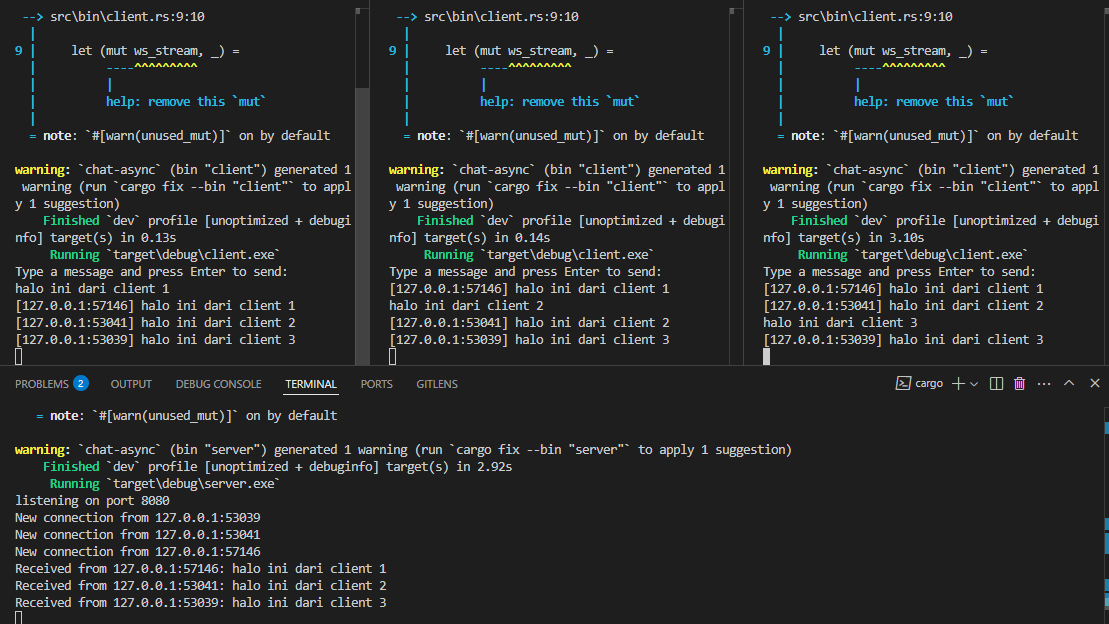 --> src\bin\client.rs:9:10
|
9 |     let (mut ws_stream, _) =
|          ----^^^^^^^^^
|          |
|          help: remove this `mut`
|
= note: `#[warn(unused_mut)]` on by default
warning: `chat-async` (bin "client") generated 1
warning (run `cargo fix --bin "client"` to appl
y 1 suggestion)
Finished `dev` profile [unoptimized + debugi
nfo] target(s) in 0.13s
Running `target\debug\client.exe`
Type a message and press Enter to send:
halo ini dari client 1
[127.0.0.1:57146] halo ini dari client 1
[127.0.0.1:53041] halo ini dari client 2
[127.0.0.1:53039] halo ini dari client 3
--> src\bin\client.rs:9:10
|
9 |     let (mut ws_stream, _) =
|          ----^^^^^^^^^
|          |
|          help: remove this `mut`
|
= note: `#[warn(unused_mut)]` on by default
warning: `chat-async` (bin "client") generated 1
warning (run `cargo fix --bin "client"` to appl
y 1 suggestion)
Finished `dev` profile [unoptimized + debugi
nfo] target(s) in 0.14s
Running `target\debug\client.exe`
Type a message and press Enter to send:
[127.0.0.1:57146] halo ini dari client 1
halo ini dari client 2
[127.0.0.1:53041] halo ini dari client 2
[127.0.0.1:53039] halo ini dari client 3
--> src\bin\client.rs:9:10
|
9 |     let (mut ws_stream, _) =
|          ----^^^^^^^^^
|          |
|          help: remove this `mut`
|
= note: `#[warn(unused_mut)]` on by default
warning: `chat-async` (bin "client") generated 1
warning (run `cargo fix --bin "client"` to appl
y 1 suggestion)
Finished `dev` profile [unoptimized + debugi
nfo] target(s) in 3.10s
Running `target\debug\client.exe`
Type a message and press Enter to send:
[127.0.0.1:57146] halo ini dari client 1
[127.0.0.1:53041] halo ini dari client 2
halo ini dari client 3
[127.0.0.1:53039] halo ini dari client 3
PROBLEMS 2 OUTPUT DEBUG CONSOLE TERMINAL PORTS GITLENS cargo
= note: `#[warn(unused_mut)]` on by default
warning: `chat-async` (bin "server") generated 1 warning (run `cargo fix --bin "server"` to apply 1 suggestion)
Finished `dev` profile [unoptimized + debuginfo] target(s) in 2.92s
Running `target\debug\server.exe`
listening on port 8080
New connection from 127.0.0.1:53039
New connection from 127.0.0.1:53041
New connection from 127.0.0.1:57146
Received from 127.0.0.1:57146: halo ini dari client 1
Received from 127.0.0.1:53041: halo ini dari client 2
Received from 127.0.0.1:53039: halo ini dari client 3